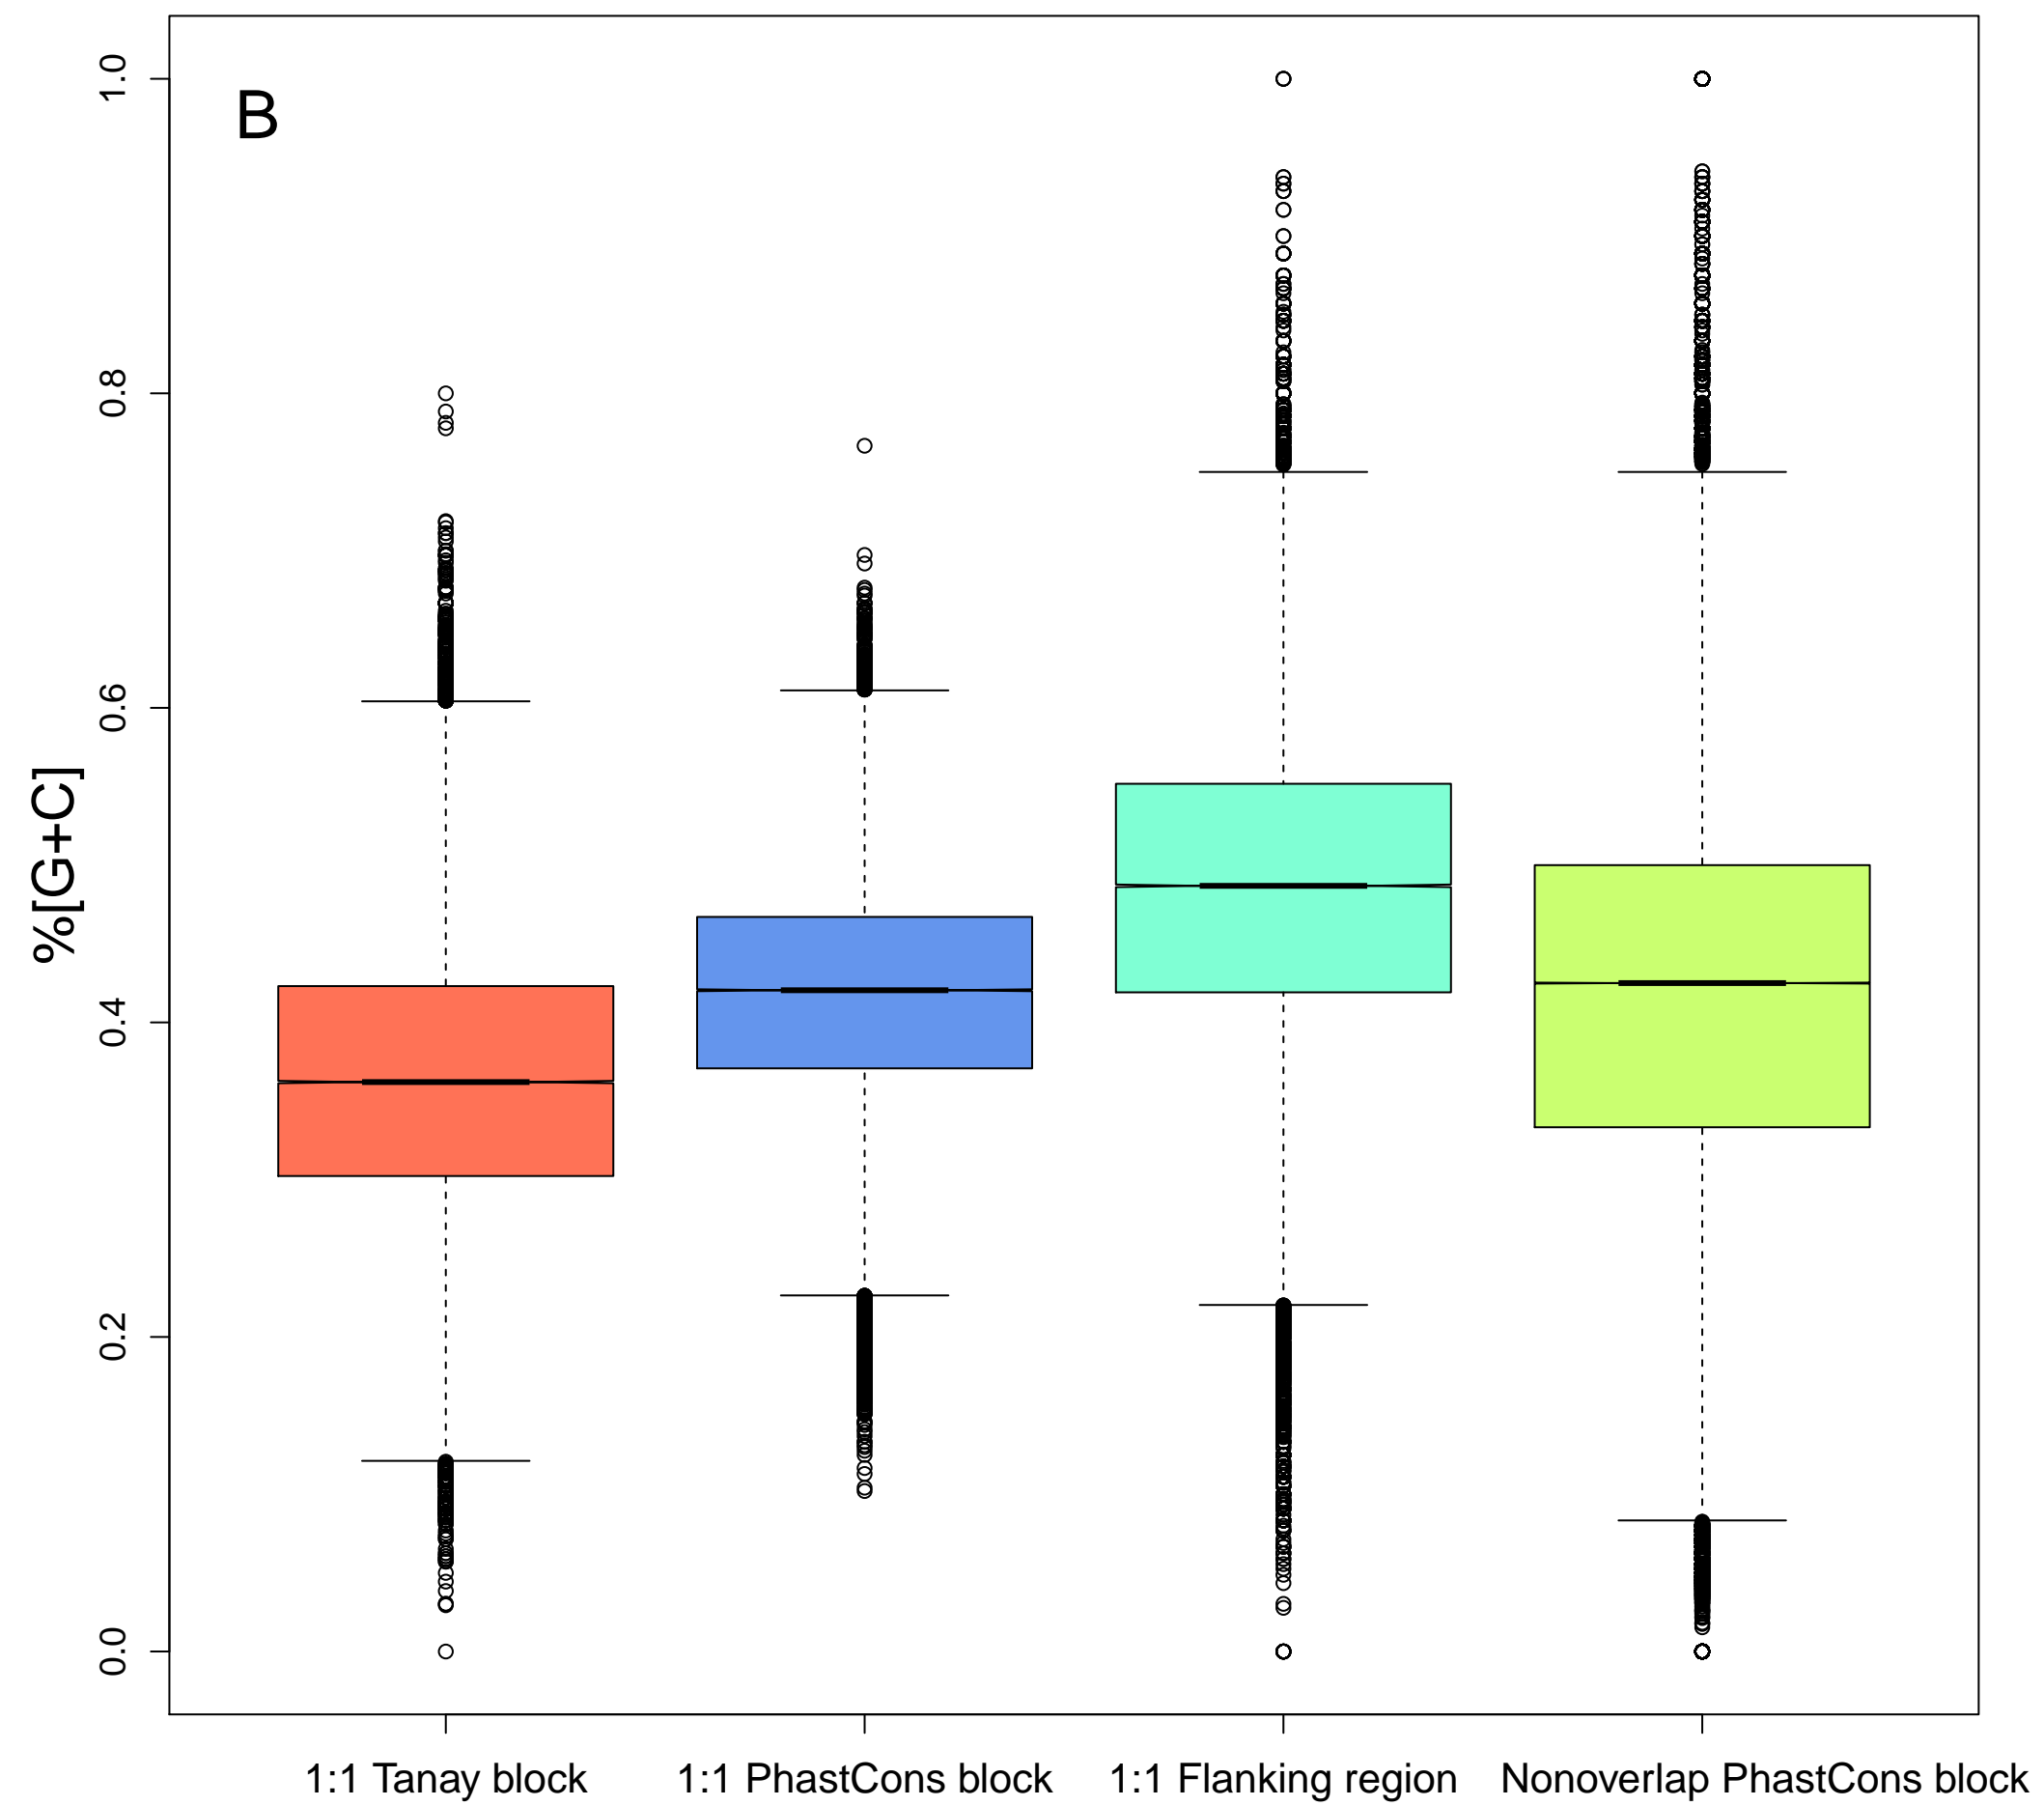 B
1.0
0.8
0.6
0.4
0.2
0.0
%[G+C]
1:1 Tanay block
1:1 PhastCons block
1:1 Flanking region
Nonoverlap PhastCons block